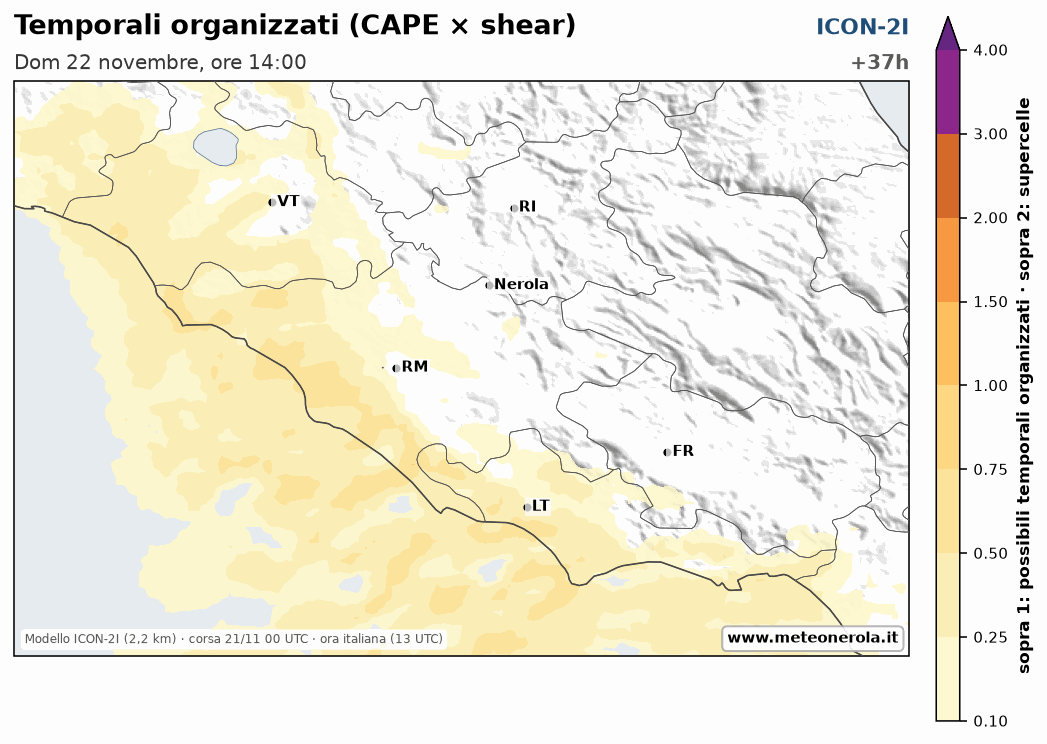 Temporali organizzati (CAPE × shear)
ICON-2I
Dom 22 novembre, ore 14:00
+37h
VT
RI
Nerola
RM
FR
LT
Modello ICON-2I (2,2 km) · corsa 21/11 00 UTC · ora italiana (13 UTC)
www.meteonerola.it
4.00
3.00
2.00
1.50
1.00
0.75
0.50
0.25
0.10
sopra 1: possibili temporali organizzati · sopra 2: supercelle